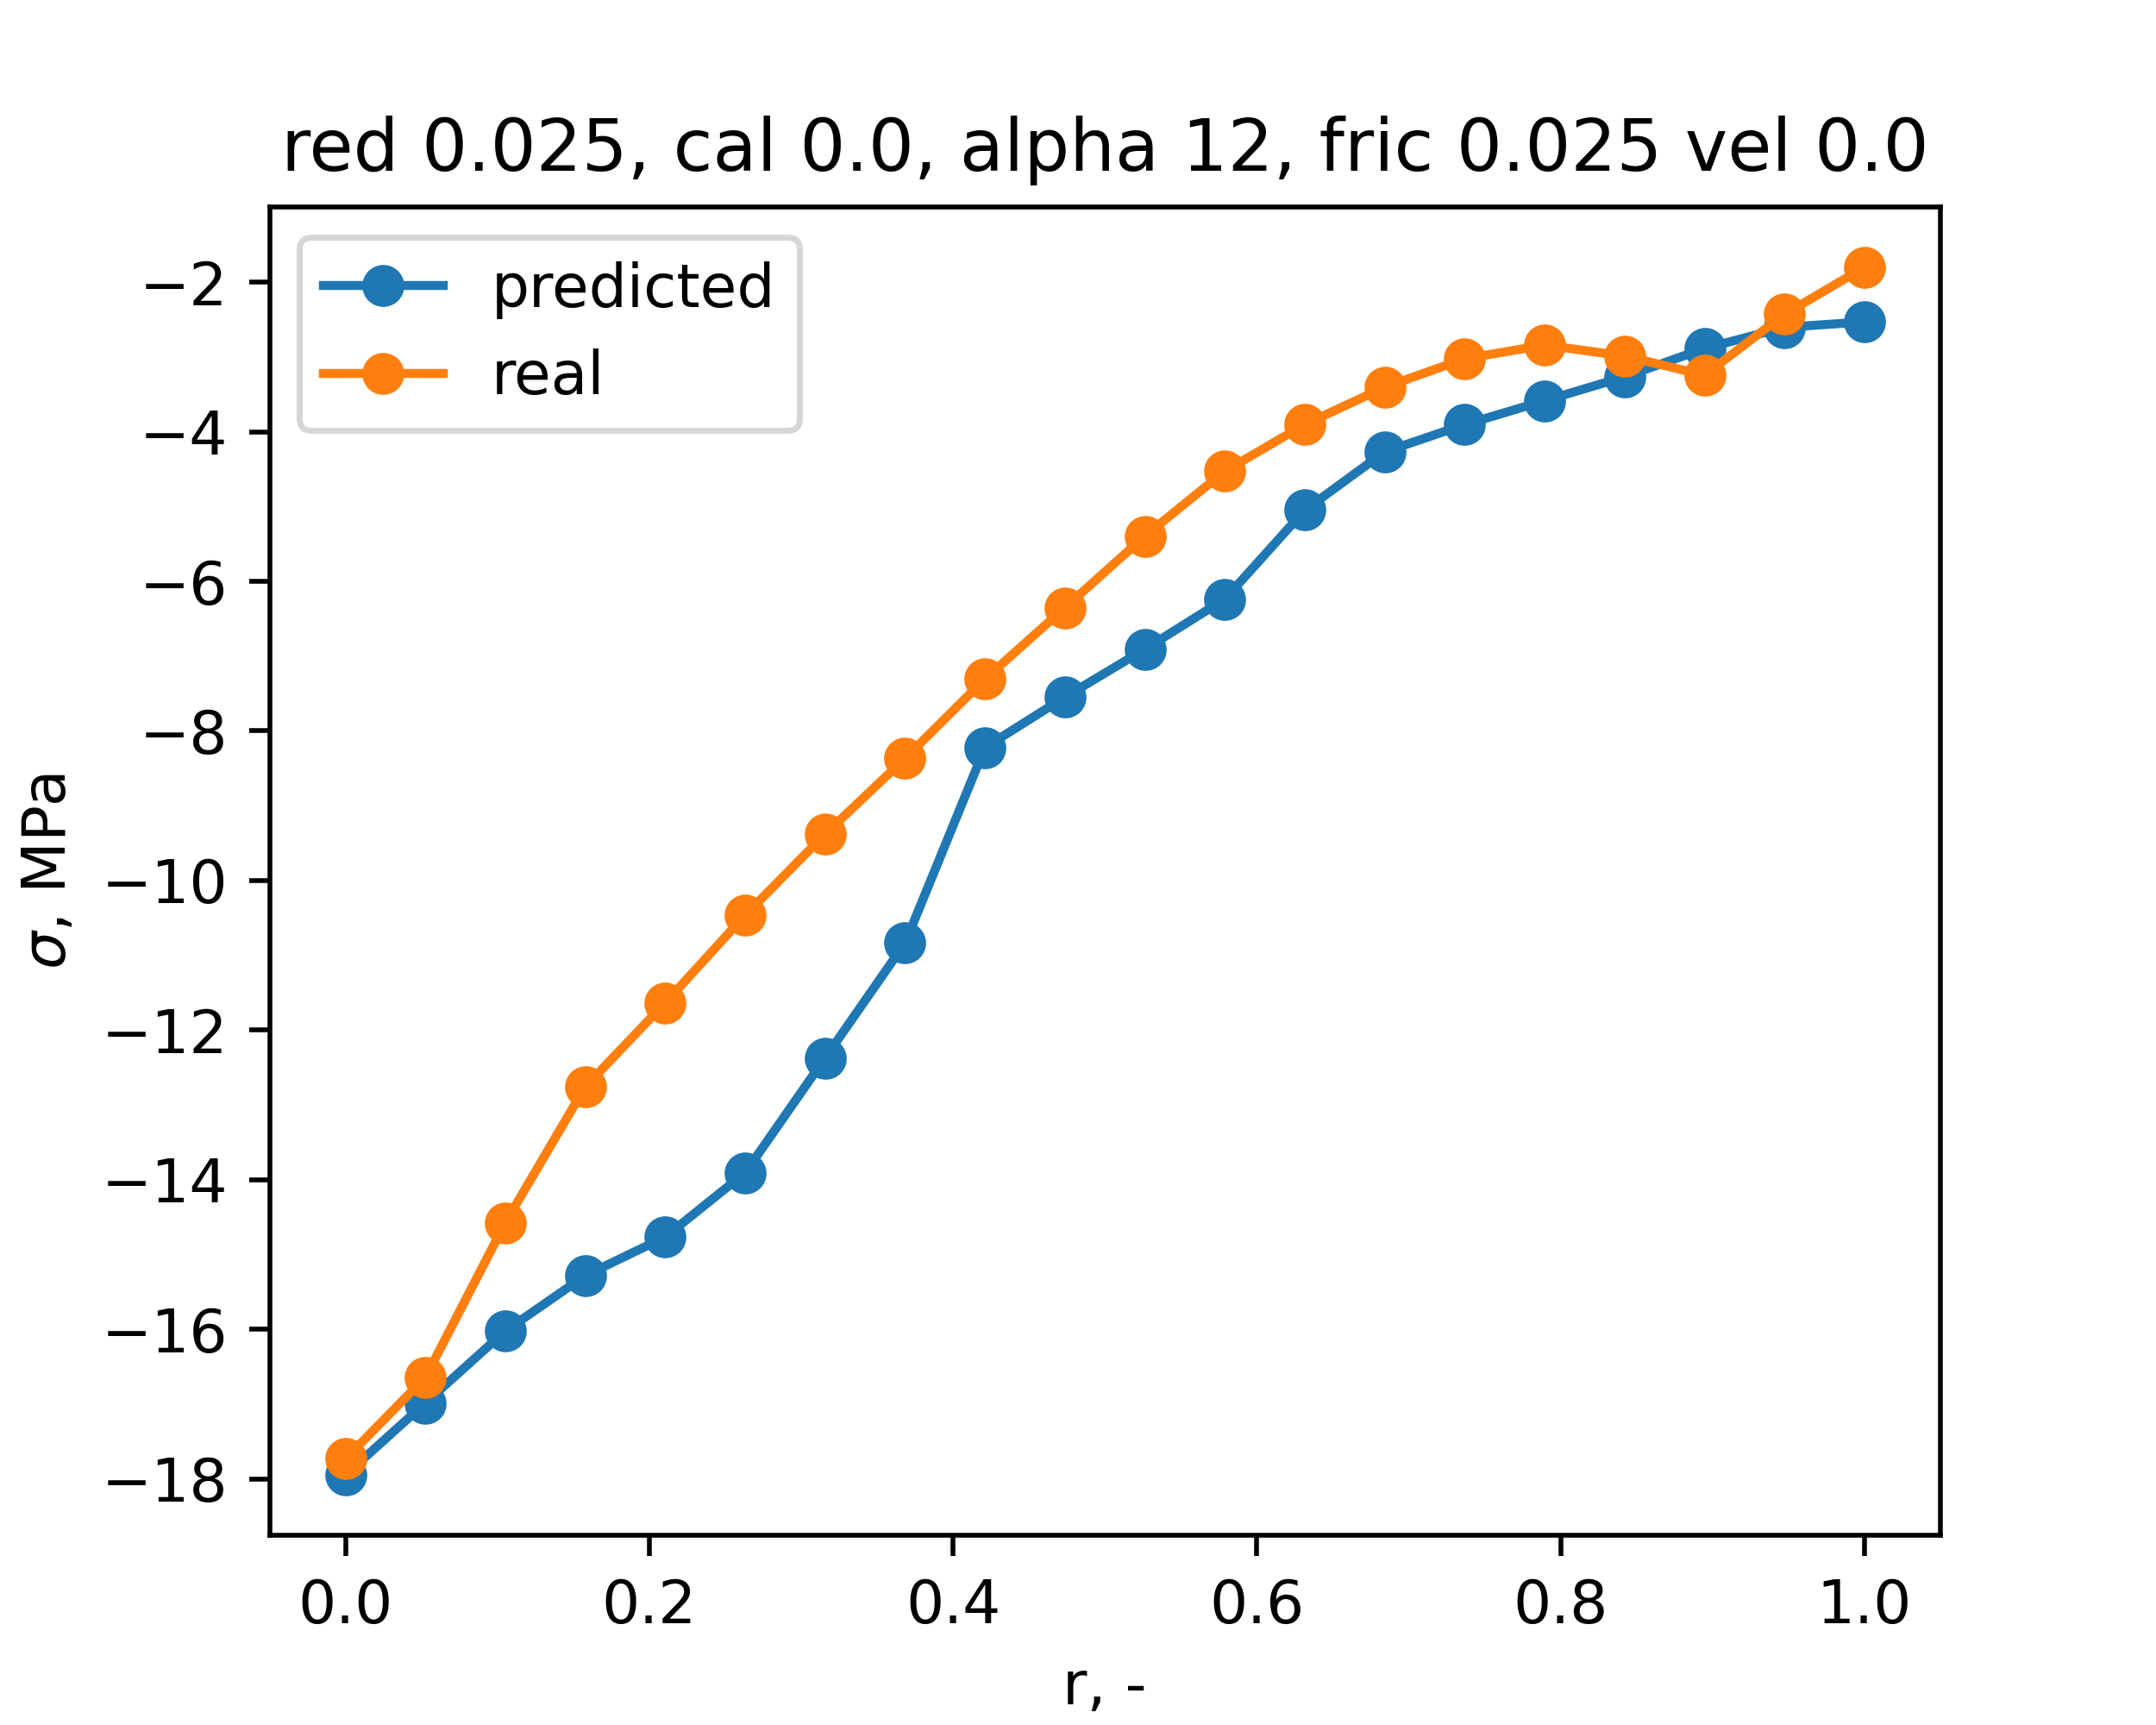 red 0.025, cal 0.0, alpha 12, fric 0.025 vel 0.0
predicted
real
−2
−4
−6
−8
−10
−12
−14
−16
−18
σ, MPa
0.0 0.2 0.4 0.6 0.8 1.0
r, -